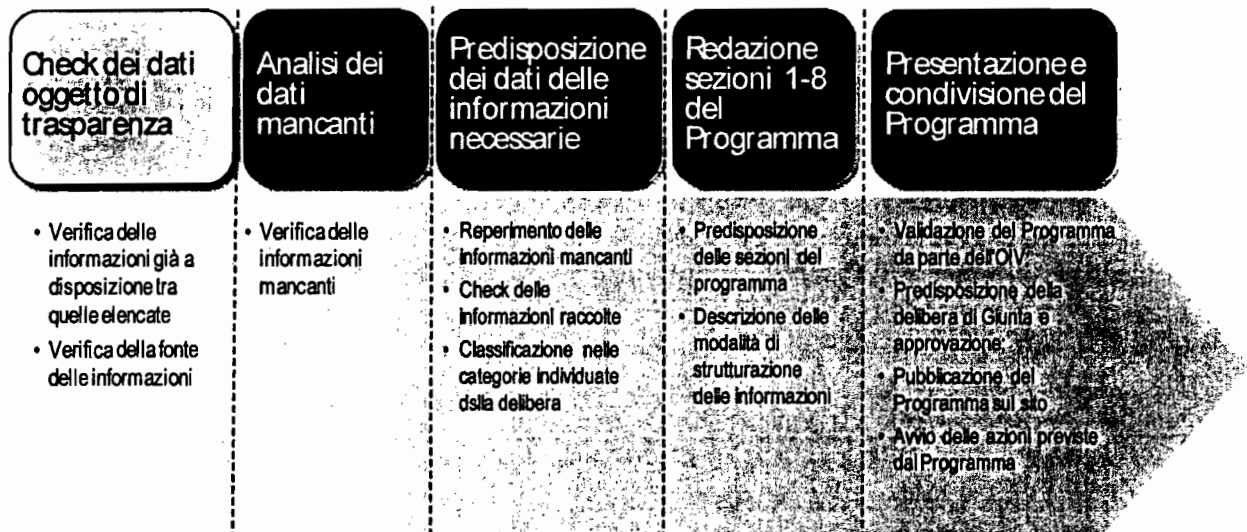 Check dei dati
oggetto di
trasparenza
Analisi dei
dati
mancanti
Predisposizione
dei dati delle
informazioni
necessarie
Redazione
sezioni 1-8
del
Programma
Presentazione e
condivisione del
Programma
• Verifica delle
informazioni già a
disposizione tra
quelle elencate
• Verifica della fonte
delle informazioni
• Verifica delle
informazioni
mancanti
• Reperimento delle
informazioni mancanti
• Check delle
informazioni raccolte
• Classificazione nelle
categorie individuate
dslla delibera
• Predisposizione
delle sezioni del
programma
• Descrizione delle
modalità di
strutturazione
delle informazioni
• Validazione del Programma
da parte dell'OIV
• Predisposizione della
delibera di Giunta e
approvazione;
• Pubblicazione del
Programma sul sito
• Avvio delle azioni previste
dal Programma